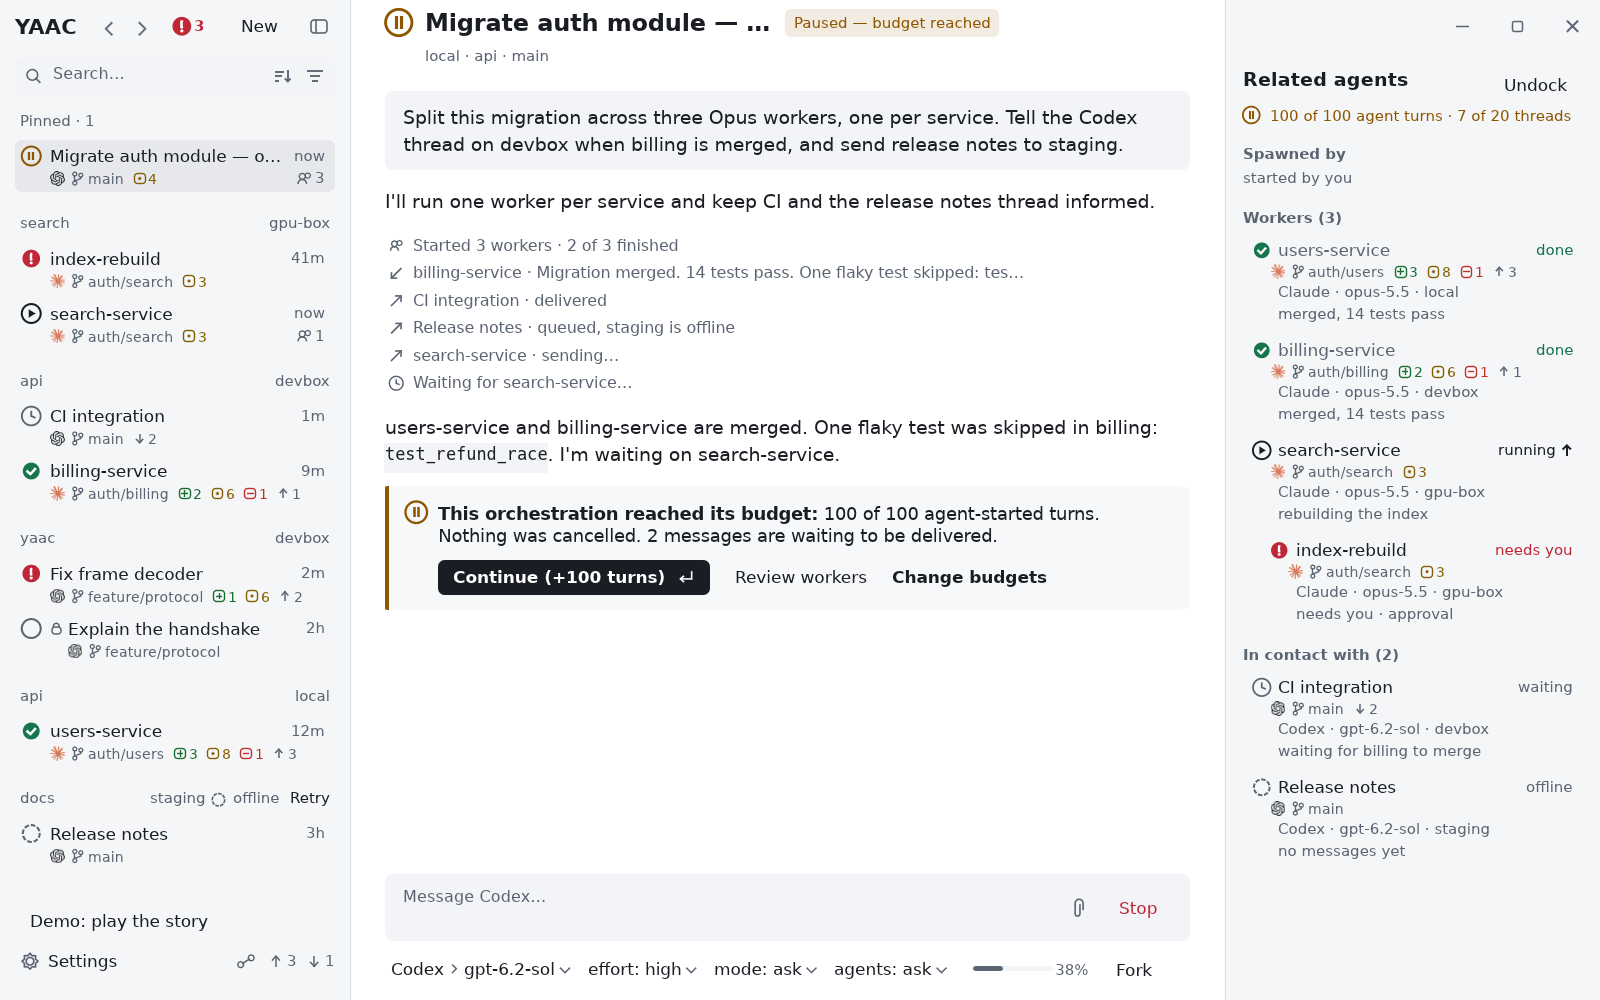 YAAC 3 New
Search…
Pinned · 1
Migrate auth module — o… now
main 4 3
search gpu-box
index-rebuild 41m
auth/search 3
search-service now
auth/search 3 1
api devbox
CI integration 1m
main 2
billing-service 9m
auth/billing 2 6 1 1
yaac devbox
Fix frame decoder 2m
feature/protocol 1 6 2
Explain the handshake 2h
feature/protocol
api local
users-service 12m
auth/users 3 8 1 3
docs staging offline Retry
Release notes 3h
main
Demo: play the story
Settings 3 1
Migrate auth module — … Paused — budget reached
local · api · main
Split this migration across three Opus workers, one per service. Tell the Codex
thread on devbox when billing is merged, and send release notes to staging.
I'll run one worker per service and keep CI and the release notes thread informed.
Started 3 workers · 2 of 3 finished
billing-service · Migration merged. 14 tests pass. One flaky test skipped: tes…
CI integration · delivered
Release notes · queued, staging is offline
search-service · sending…
Waiting for search-service…
users-service and billing-service are merged. One flaky test was skipped in billing:
test_refund_race. I'm waiting on search-service.
This orchestration reached its budget: 100 of 100 agent-started turns.
Nothing was cancelled. 2 messages are waiting to be delivered.
Continue (+100 turns) Review workers Change budgets
Message Codex…
Stop
Codex gpt-6.2-sol effort: high mode: ask agents: ask 38% Fork
Related agents Undock
100 of 100 agent turns · 7 of 20 threads
Spawned by
started by you
Workers (3)
users-service done
auth/users 3 8 1 3
Claude · opus-5.5 · local
merged, 14 tests pass
billing-service done
auth/billing 2 6 1 1
Claude · opus-5.5 · devbox
merged, 14 tests pass
search-service running
auth/search 3
Claude · opus-5.5 · gpu-box
rebuilding the index
index-rebuild needs you
auth/search 3
Claude · opus-5.5 · gpu-box
needs you · approval
In contact with (2)
CI integration waiting
main 2
Codex · gpt-6.2-sol · devbox
waiting for billing to merge
Release notes offline
main
Codex · gpt-6.2-sol · staging
no messages yet